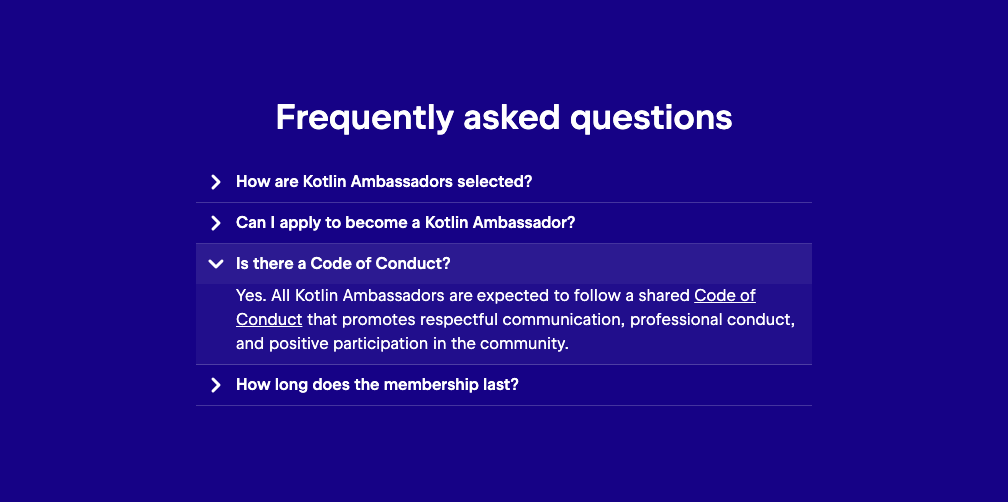 Frequently asked questions
How are Kotlin Ambassadors selected?
Can I apply to become a Kotlin Ambassador?
Is there a Code of Conduct?
Yes. All Kotlin Ambassadors are expected to follow a shared Code of
Conduct that promotes respectful communication, professional conduct,
and positive participation in the community.
How long does the membership last?